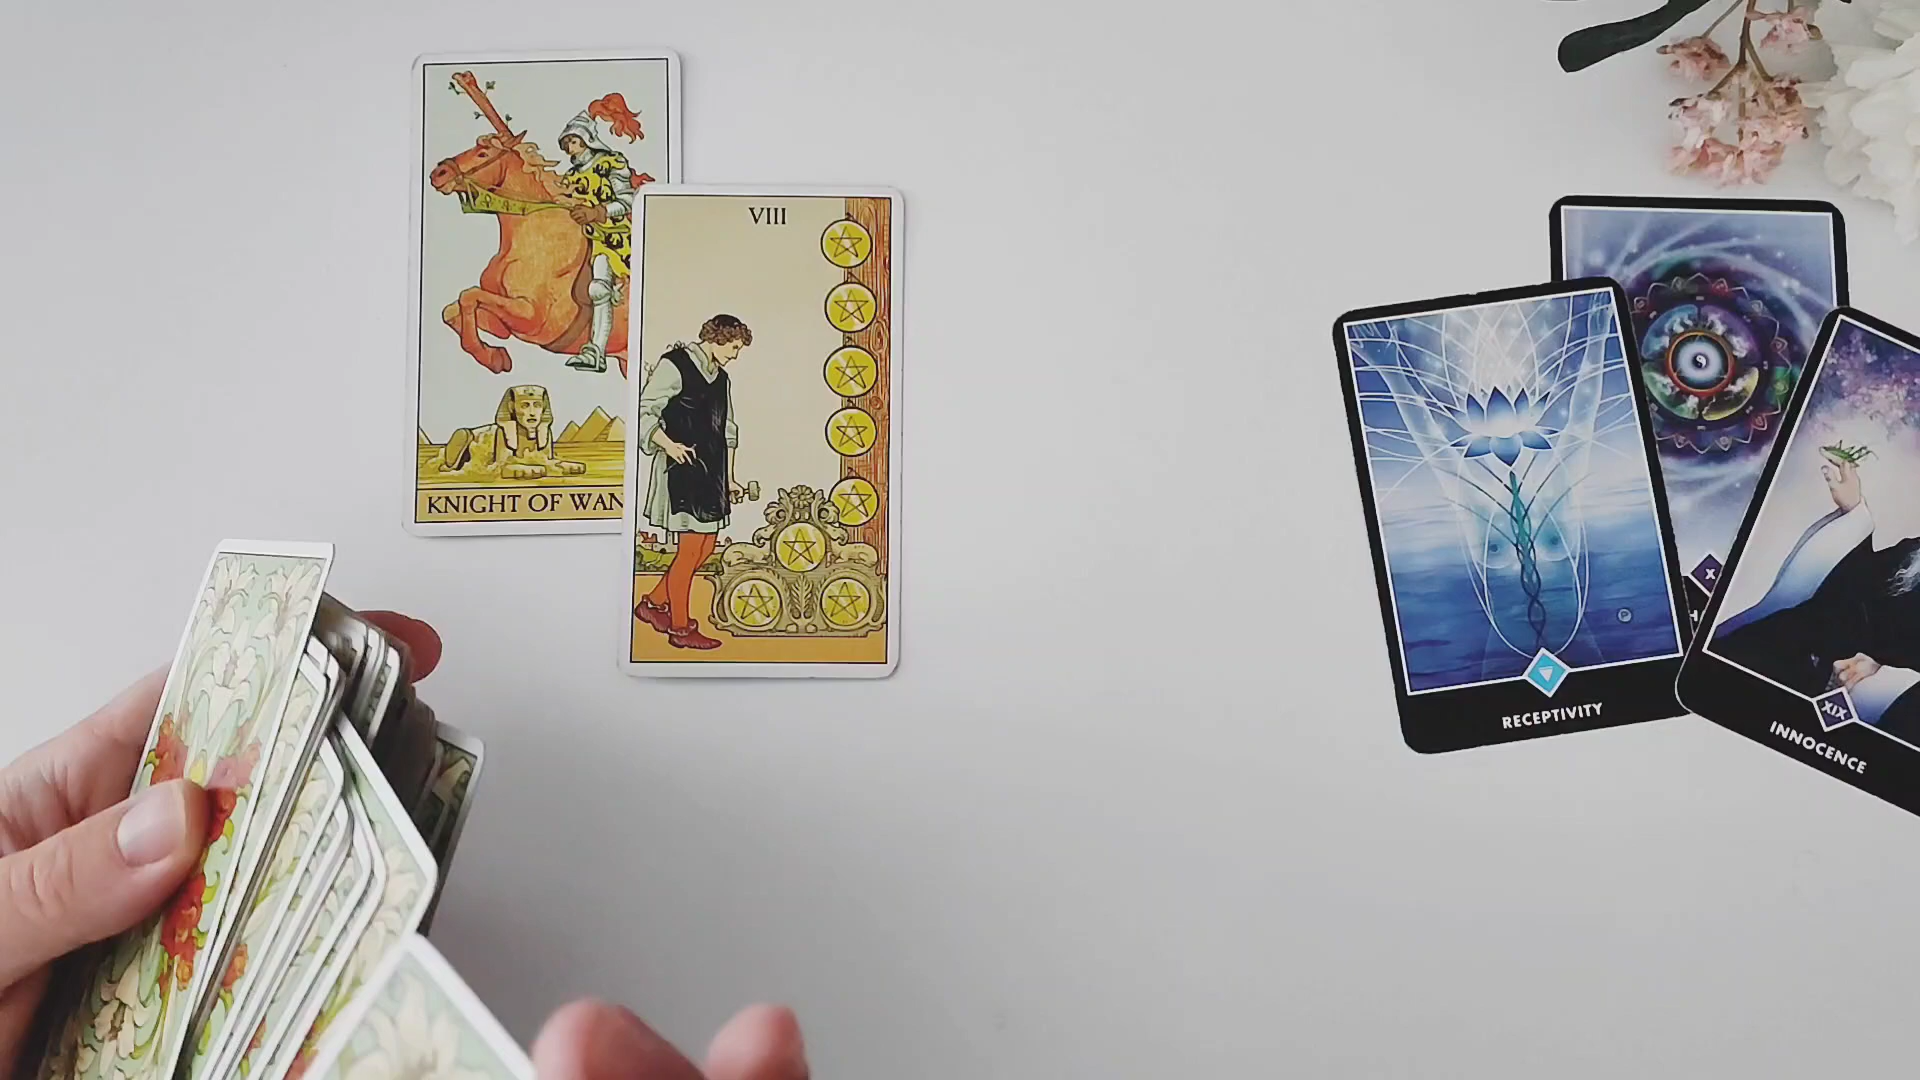 KNIGHT OF WAN
VIII
X
RECEPTIVITY
XIX
INNOCENCE